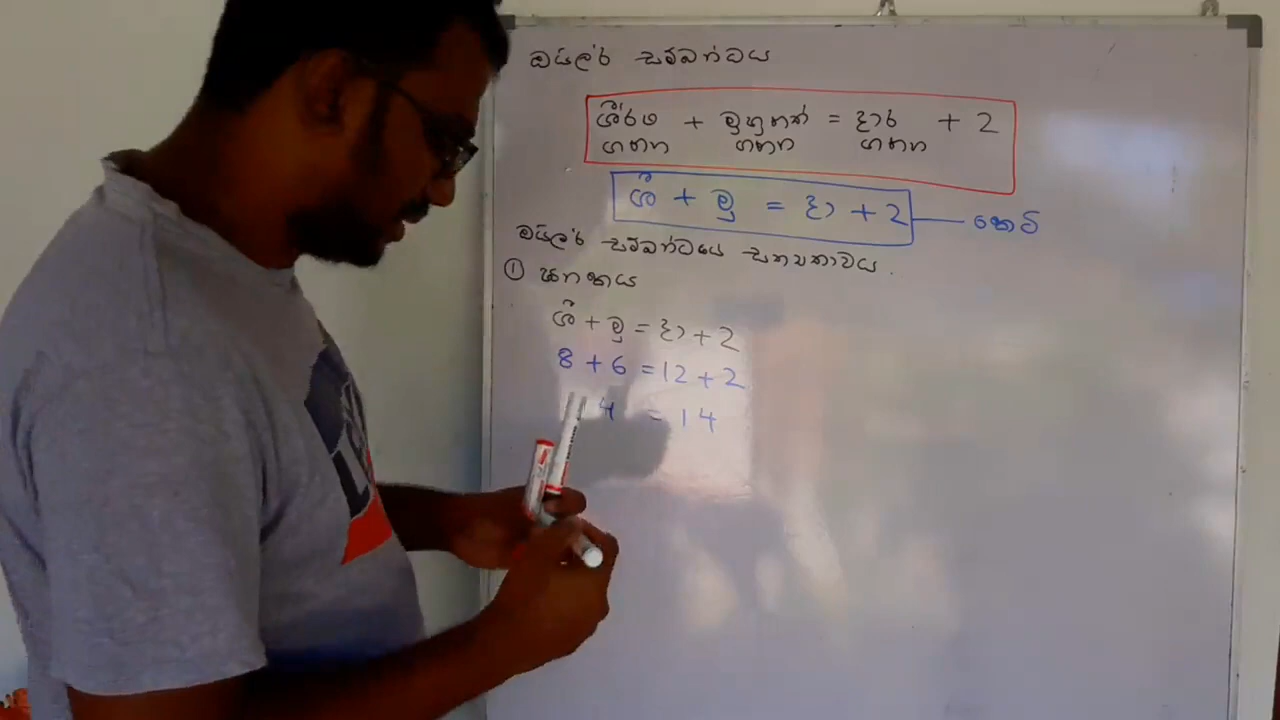 ඔයිලර් සම්බන්ධය
ශීර්ෂ + මුහුණත් = දාර + 2
ගණන ගණන ගණන
ශී + මු = දා + 2 — කෙටි
ඔයිලර් සම්බන්ධයේ සත්‍යතාවය.
① ඝනකය
ශී + මු = දා + 2
8 + 6 = 12 + 2
14 = 14